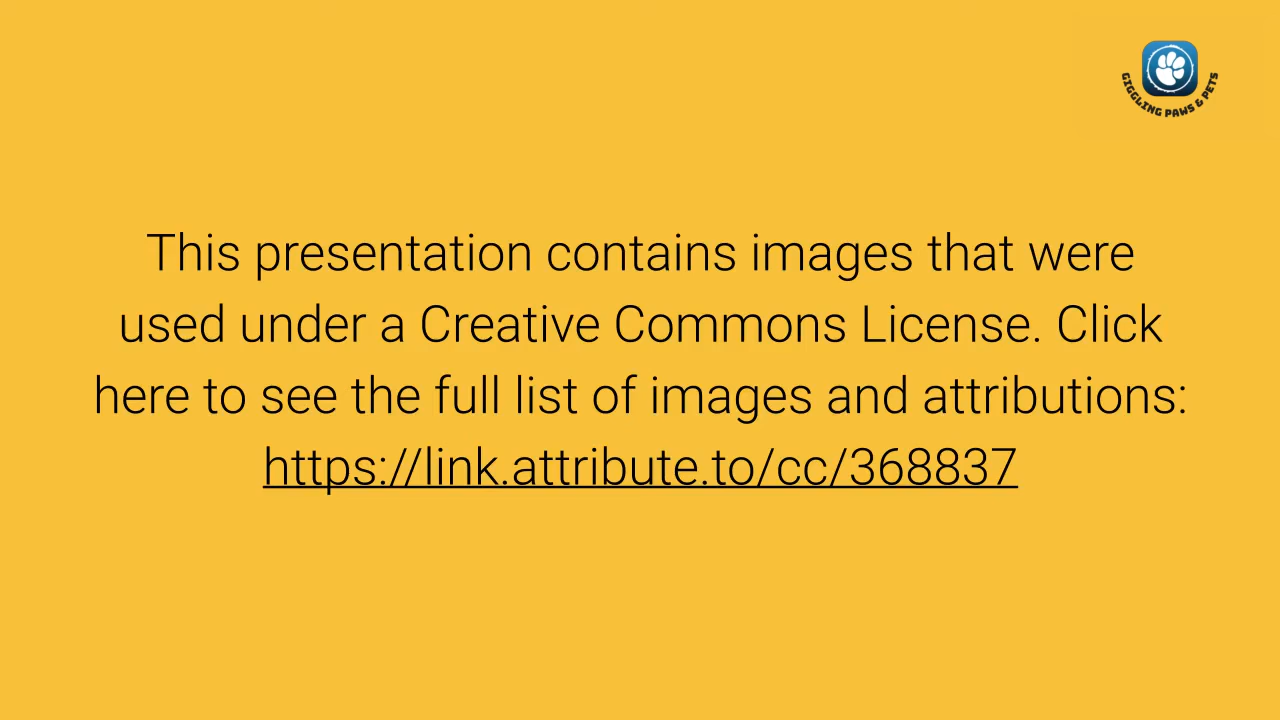 GIGGLING PAWS & PETS
This presentation contains images that were
used under a Creative Commons License. Click
here to see the full list of images and attributions:
https://link.attribute.to/cc/368837